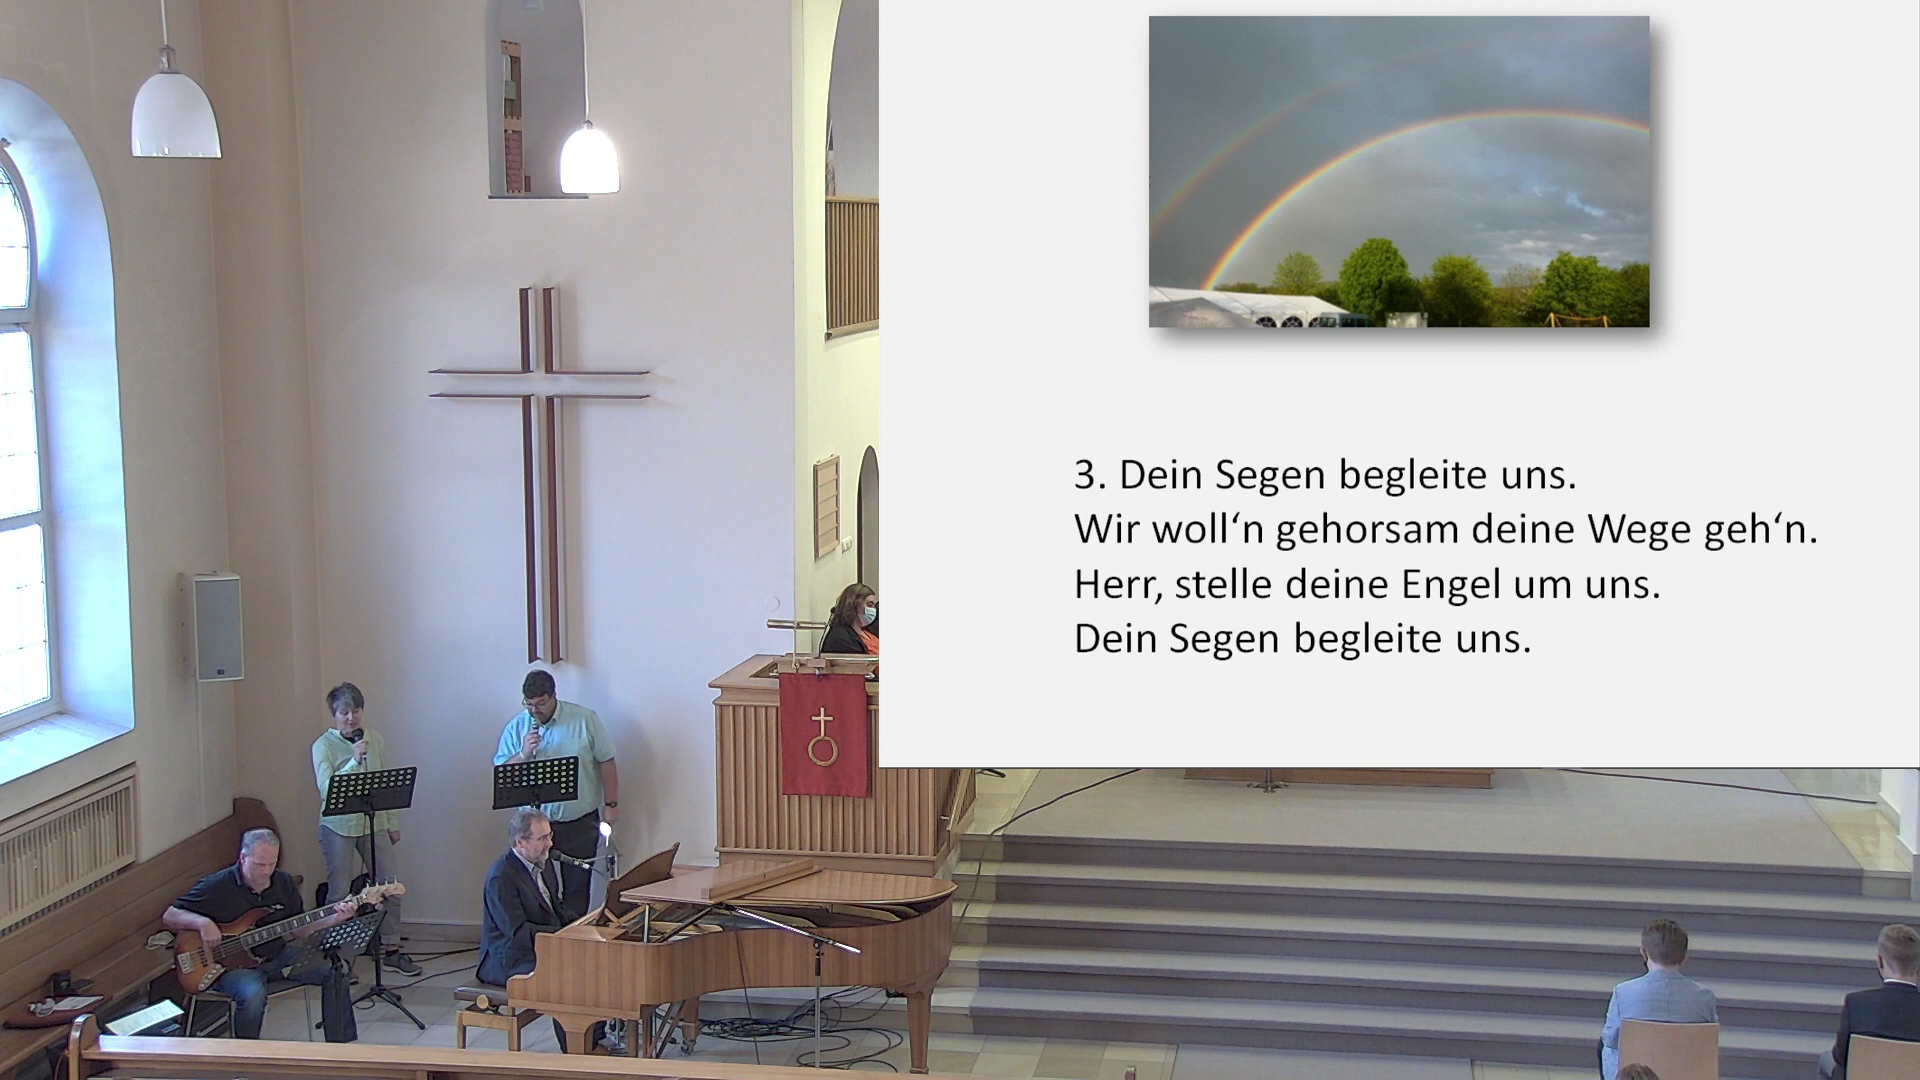 3. Dein Segen begleite uns.
Wir woll‘n gehorsam deine Wege geh‘n.
Herr, stelle deine Engel um uns.
Dein Segen begleite uns.